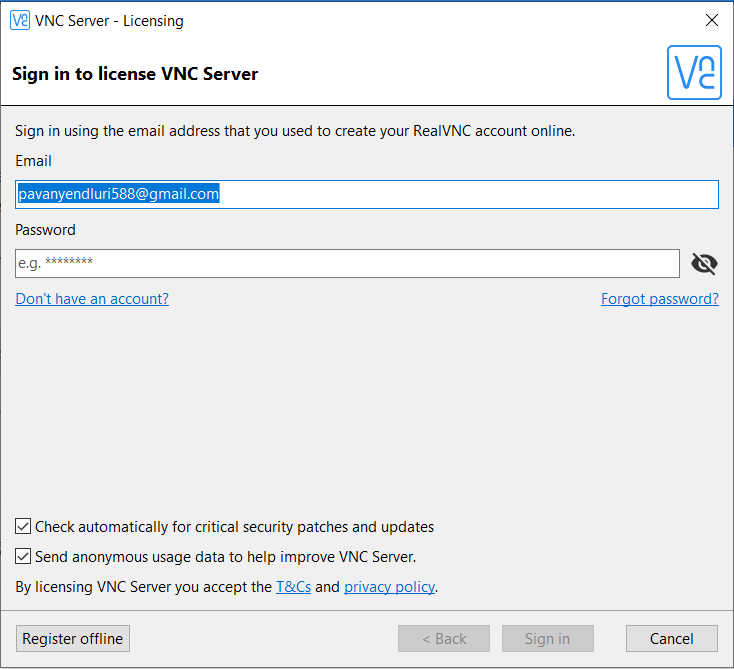 VNC Server - Licensing
Sign in to license VNC Server
Sign in using the email address that you used to create your RealVNC account online.
Email
pavanyendluri588@gmail.com
Password
e.g. ********
Don't have an account? Forgot password?
Check automatically for critical security patches and updates
Send anonymous usage data to help improve VNC Server.
By licensing VNC Server you accept the T&Cs and privacy policy.
Register offline < Back Sign in Cancel